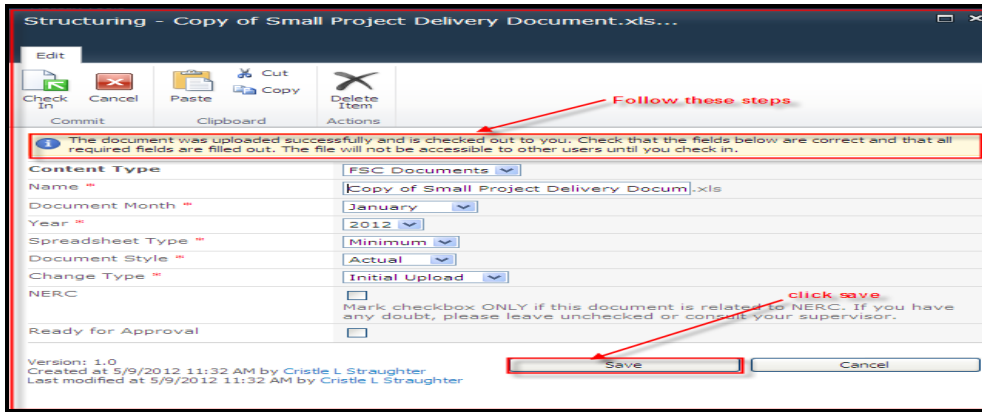 Structuring - Copy of Small Project Delivery Document.xls...
Edit
Check In
Cancel
Paste
Cut
Copy
Delete Item
Commit
Clipboard
Actions
Follow these steps
The document was uploaded successfully and is checked out to you. Check that the fields below are correct and that all
required fields are filled out. The file will not be accessible to other users until you check in.
Content Type FSC Documents
Name * Copy of Small Project Delivery Docum .xls
Document Month * January
Year * 2012
Spreadsheet Type * Minimum
Document Style * Actual
Change Type * Initial Upload
NERC
click save
Mark checkbox ONLY if this document is related to NERC. If you have
any doubt, please leave unchecked or consult your supervisor.
Ready for Approval
Version: 1.0
Created at 5/9/2012 11:32 AM by Cristle L Straughter
Last modified at 5/9/2012 11:32 AM by Cristle L Straughter
Save
Cancel